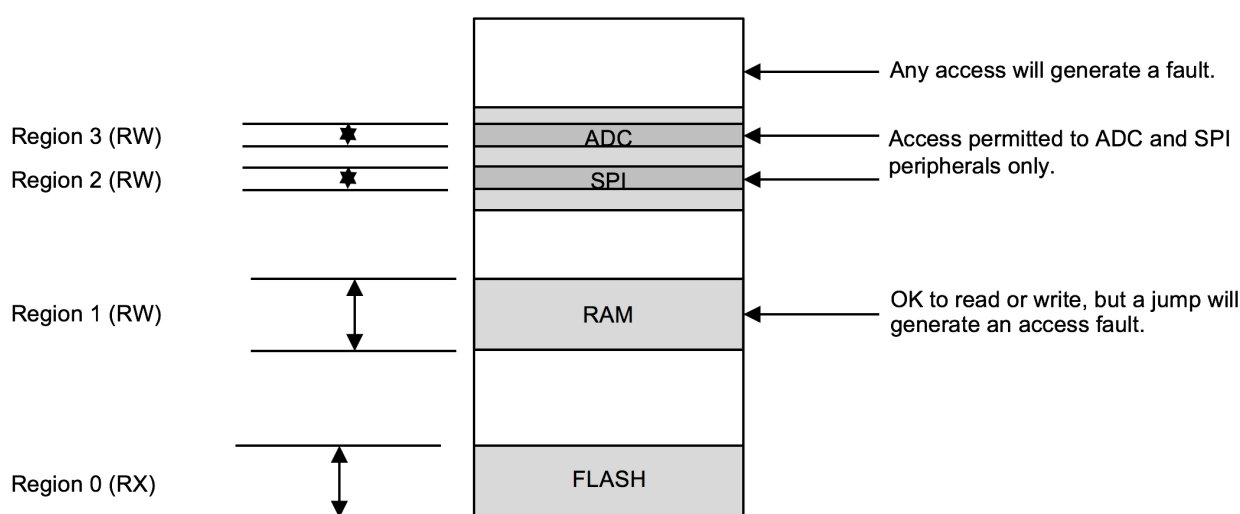 Any access will generate a fault.
Region 3 (RW)
ADC
Access permitted to ADC and SPI
peripherals only.
Region 2 (RW)
SPI
Region 1 (RW)
RAM
OK to read or write, but a jump will
generate an access fault.
Region 0 (RX)
FLASH